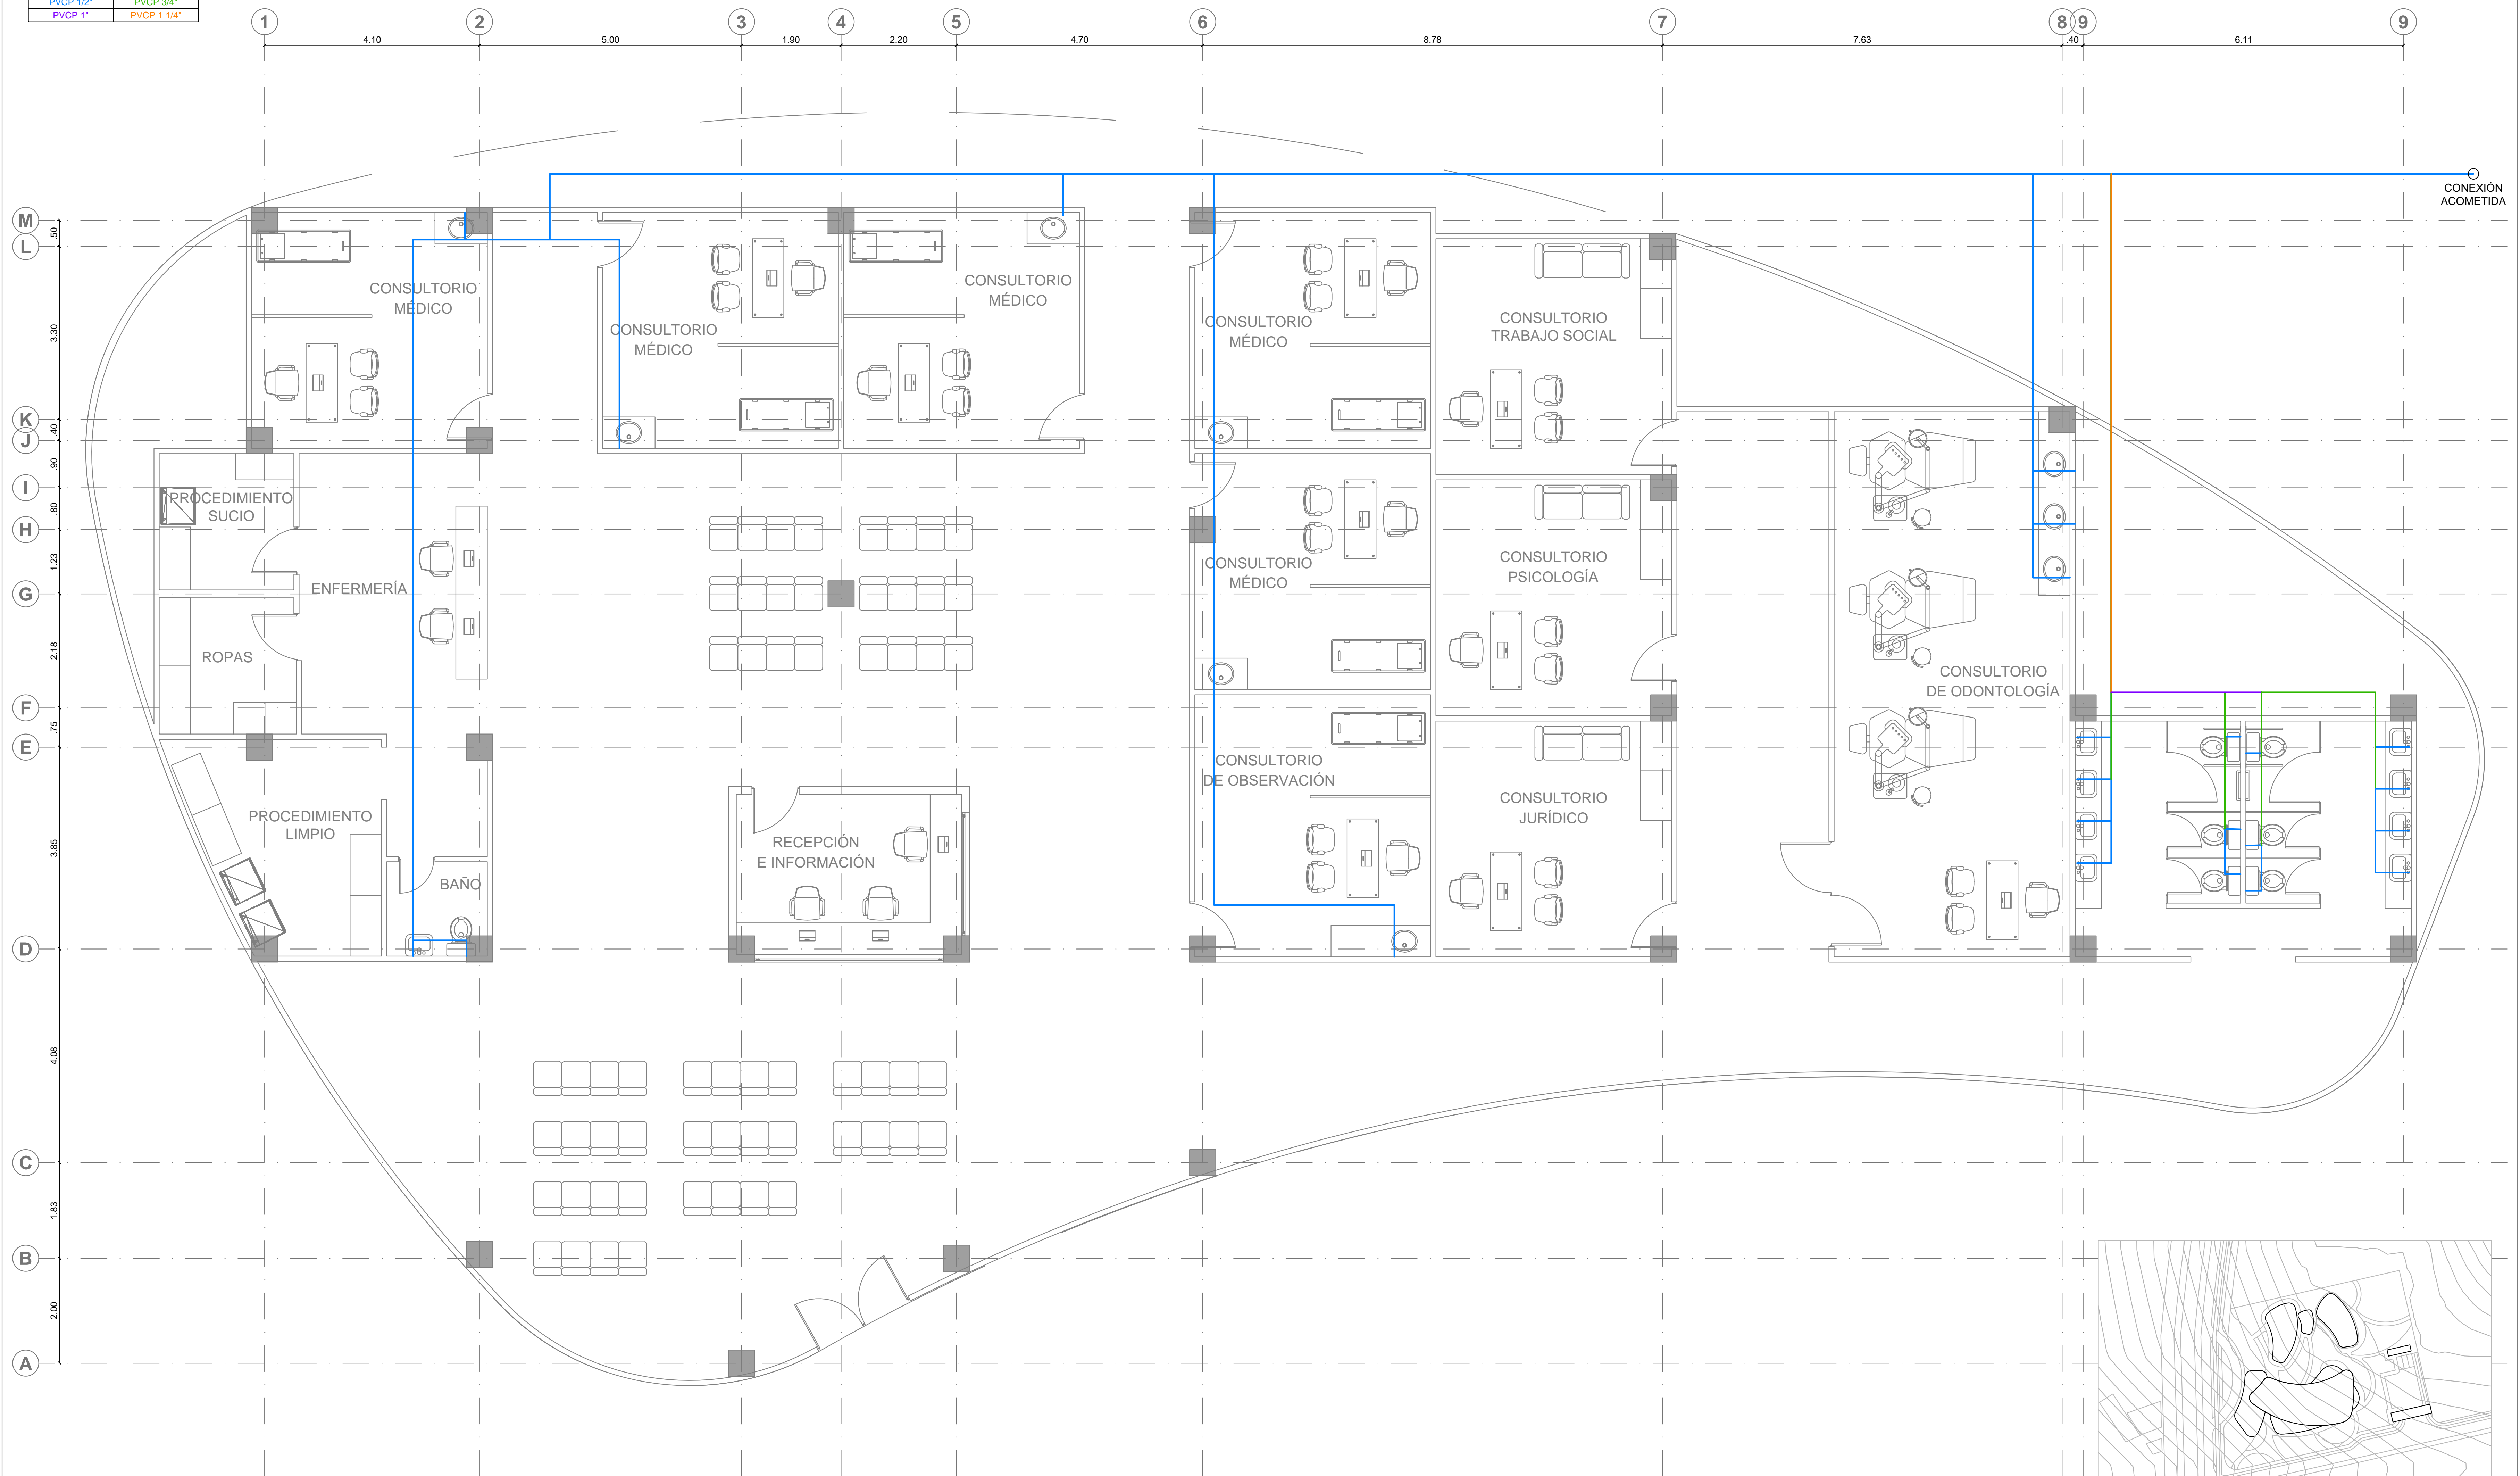 PVCP 1/2" PVCP 3/4"
PVCP 1" PVCP 1 1/4"
1 2 3 4 5 6 7 8 9 9
4.10 5.00 1.90 2.20 4.70 8.78 7.63 .40 6.11
CONEXIÓN
ACOMETIDA
M
.50
L
3.30
K
.40
J
.90
I
.80
H
1.23
G
2.18
F
.75
E
3.85
D
4.08
C
1.83
B
2.00
A
CONSULTORIO
MÉDICO
CONSULTORIO
MÉDICO
CONSULTORIO
MÉDICO
CONSULTORIO
MÉDICO
CONSULTORIO
TRABAJO SOCIAL
PROCEDIMIENTO
SUCIO
ENFERMERÍA
ROPAS
CONSULTORIO
MÉDICO
CONSULTORIO
PSICOLOGÍA
CONSULTORIO
DE ODONTOLOGÍA
PROCEDIMIENTO
LIMPIO
BAÑO
RECEPCIÓN
E INFORMACIÓN
CONSULTORIO
DE OBSERVACIÓN
CONSULTORIO
JURÍDICO